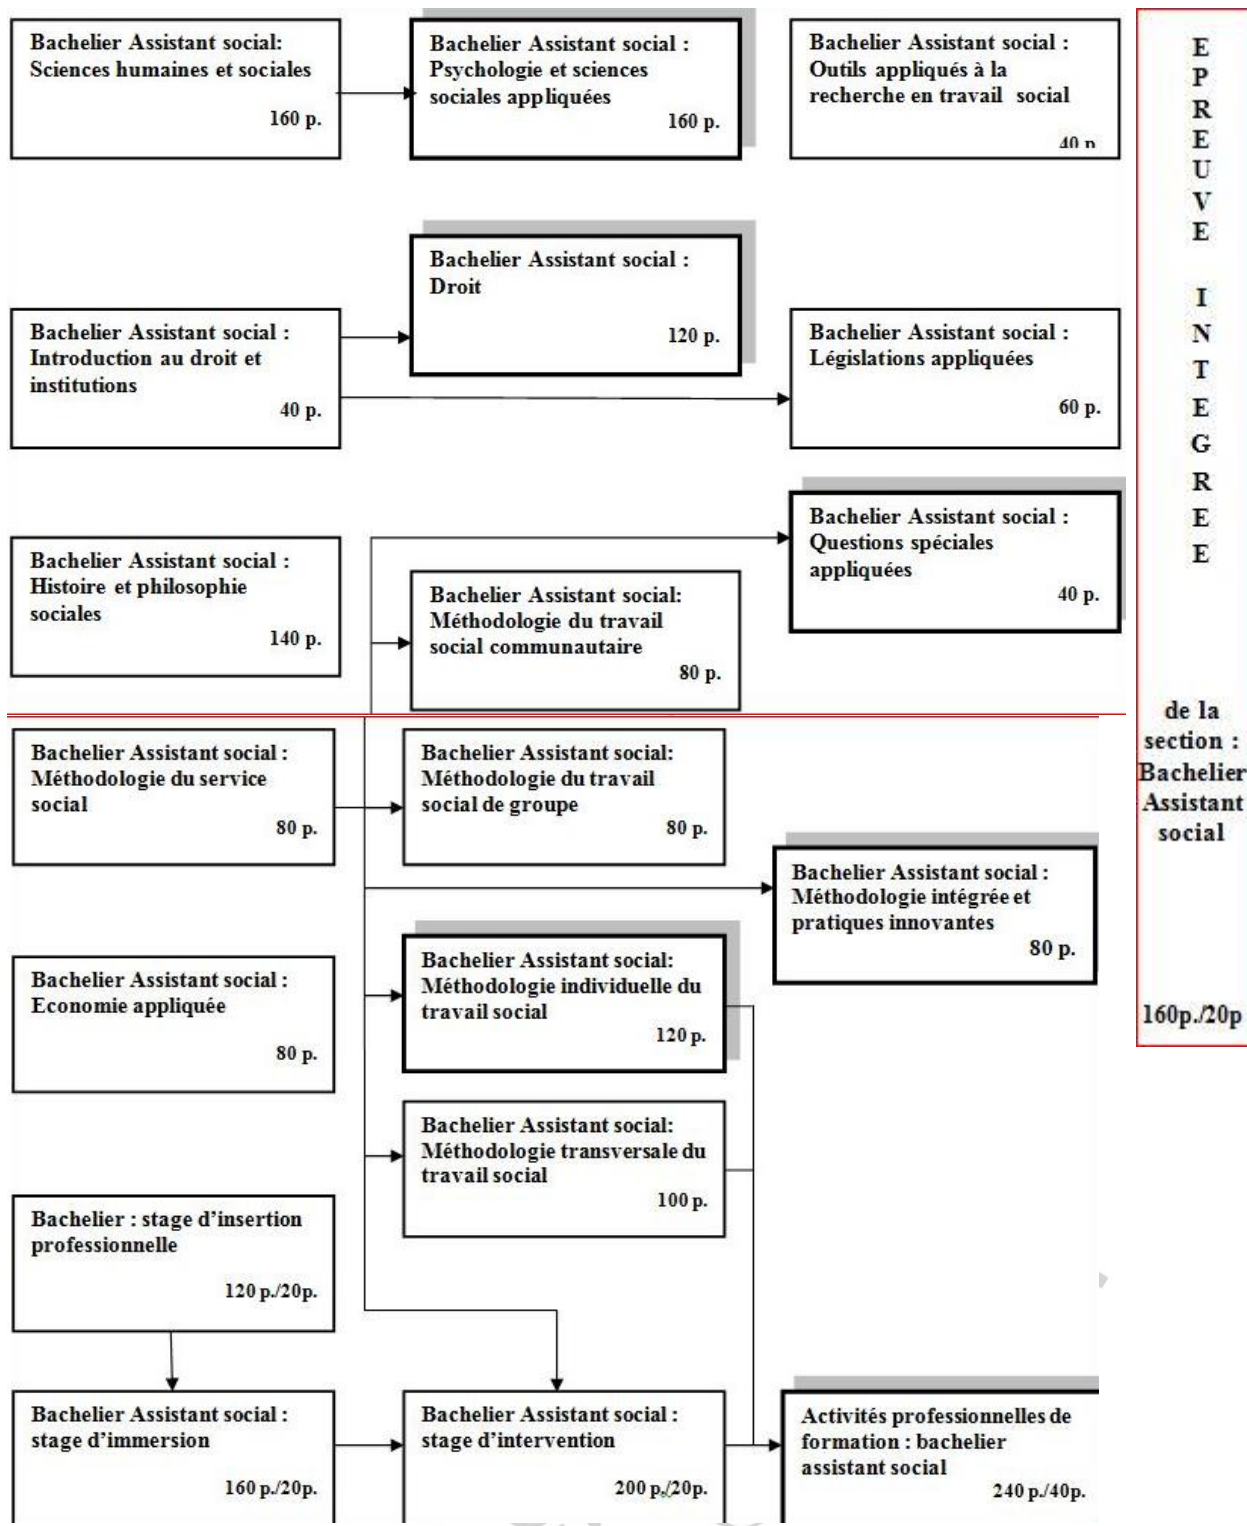 Bachelier Assistant social:
Sciences humaines et sociales
160 p.
Bachelier Assistant social :
Psychologie et sciences
sociales appliquées
160 p.
Bachelier Assistant social :
Outils appliqués à la
recherche en travail social
40 p
Bachelier Assistant social :
Droit
120 p.
Bachelier Assistant social :
Introduction au droit et
institutions
40 p.
Bachelier Assistant social :
Législations appliquées
60 p.
Bachelier Assistant social :
Questions spéciales
appliquées
40 p.
Bachelier Assistant social :
Histoire et philosophie
sociales
140 p.
Bachelier Assistant social:
Méthodologie du travail
social communautaire
80 p.
Bachelier Assistant social :
Méthodologie du service
social
80 p.
Bachelier Assistant social:
Méthodologie du travail
social de groupe
80 p.
Bachelier Assistant social :
Méthodologie intégrée et
pratiques innovantes
80 p.
Bachelier Assistant social :
Economie appliquée
80 p.
Bachelier Assistant social:
Méthodologie individuelle du
travail social
120 p.
Bachelier Assistant social:
Méthodologie transversale du
travail social
100 p.
Bachelier : stage d’insertion
professionnelle
120 p./20p.
Bachelier Assistant social :
stage d’immersion
160 p./20p.
Bachelier Assistant social :
stage d’intervention
200 p./20p.
Activités professionnelles de
formation : bachelier
assistant social
240 p./40p.
EPREUVE INTEGREE
de la
section :
Bachelier
Assistant
social
160p./20p